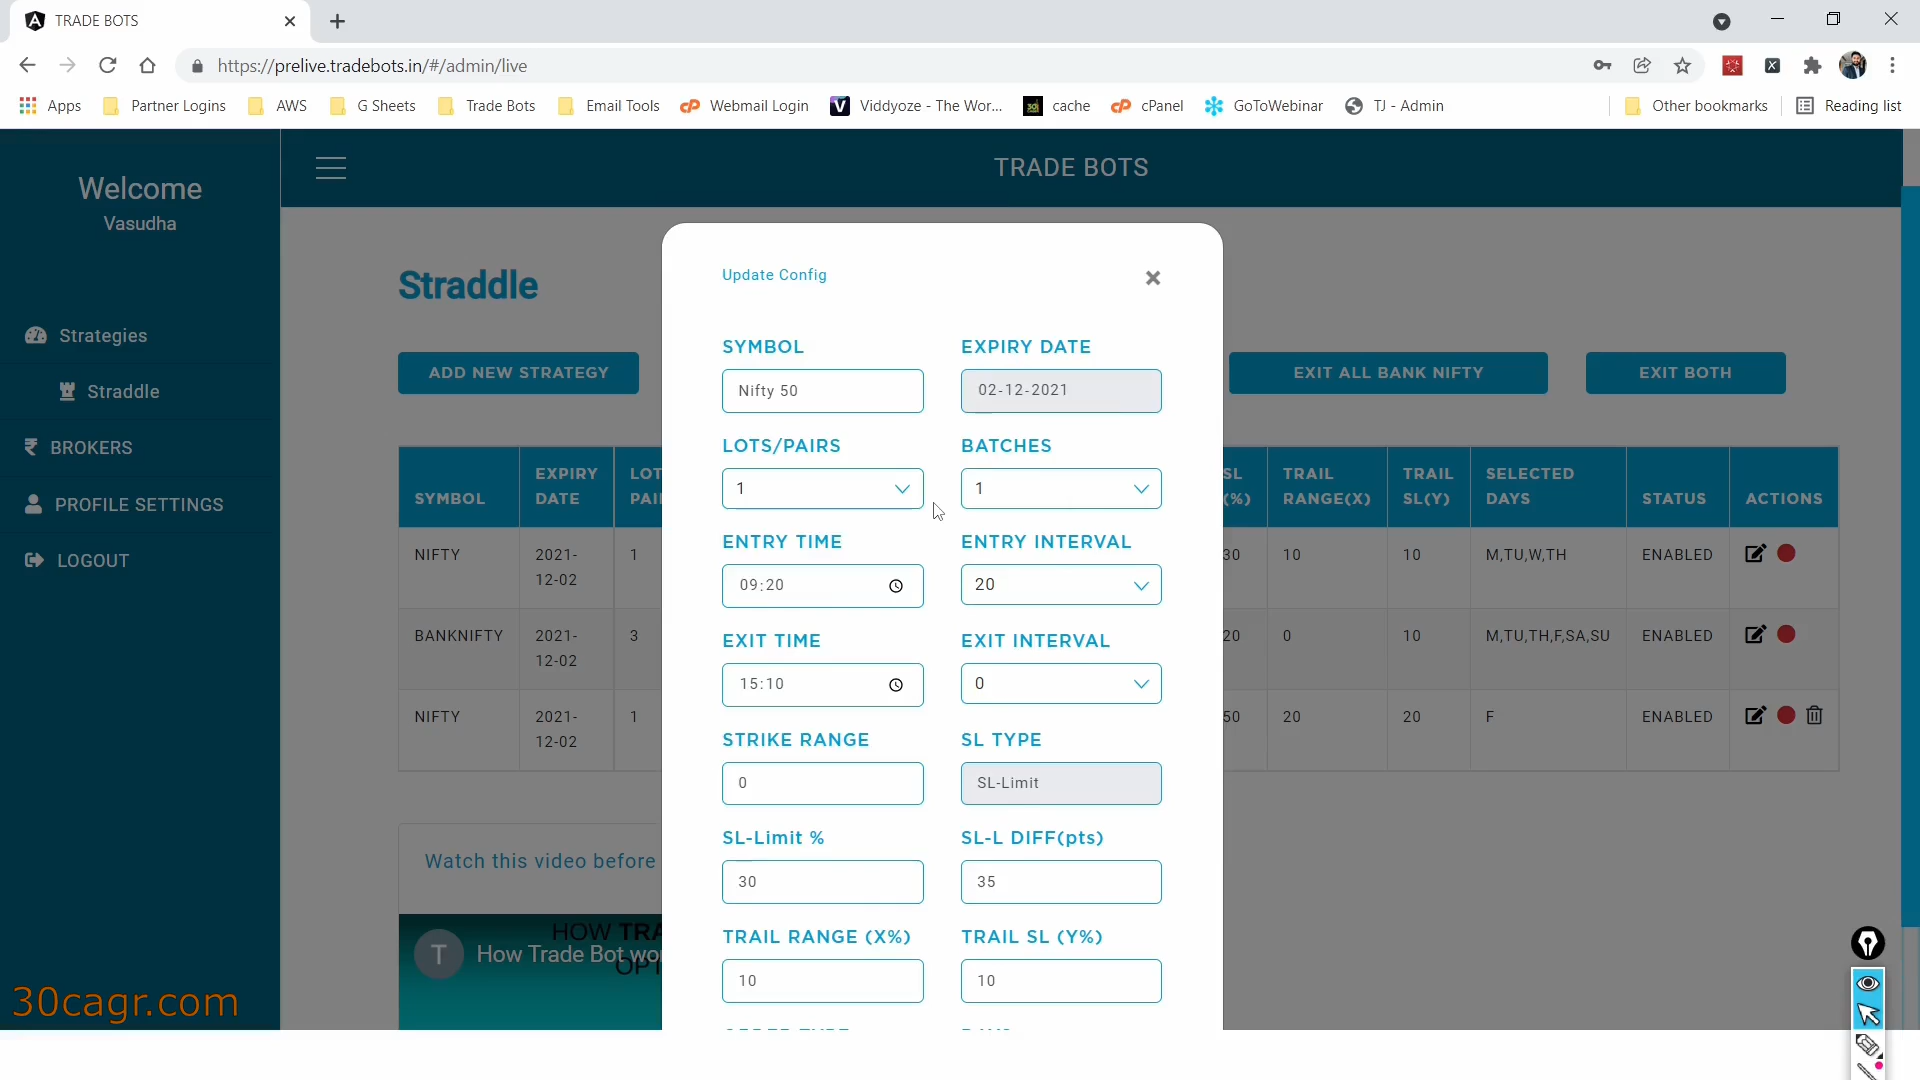 TRADE BOTS
https://prelive.tradebots.in/#/admin/live
Apps
Partner Logins
AWS
G Sheets
Trade Bots
Email Tools
Webmail Login
Viddyoze - The Wor...
cache
cPanel
GoToWebinar
TJ - Admin
Other bookmarks
Reading list
Welcome
Vasudha
Strategies
Straddle
BROKERS
PROFILE SETTINGS
LOGOUT
TRADE BOTS
Straddle
ADD NEW STRATEGY
EXIT ALL BANK NIFTY
EXIT BOTH
SYMBOL
EXPIRY
DATE
LOT
PAI
SL
(%)
TRAIL
RANGE(X)
TRAIL
SL(Y)
SELECTED
DAYS
STATUS
ACTIONS
NIFTY
2021-
12-02
1
30
10
10
M,TU,W,TH
ENABLED
BANKNIFTY
2021-
12-02
3
20
0
10
M,TU,TH,F,SA,SU
ENABLED
NIFTY
2021-
12-02
1
50
20
20
F
ENABLED
Update Config
SYMBOL
EXPIRY DATE
Nifty 50
02-12-2021
LOTS/PAIRS
BATCHES
1
1
ENTRY TIME
ENTRY INTERVAL
09:20
20
EXIT TIME
EXIT INTERVAL
15:10
0
STRIKE RANGE
SL TYPE
0
SL-Limit
SL-Limit %
SL-L DIFF(pts)
30
35
TRAIL RANGE (X%)
TRAIL SL (Y%)
10
10
Watch this video before
HOW TRA
T
How Trade Bot wo
OPT
30cagr.com